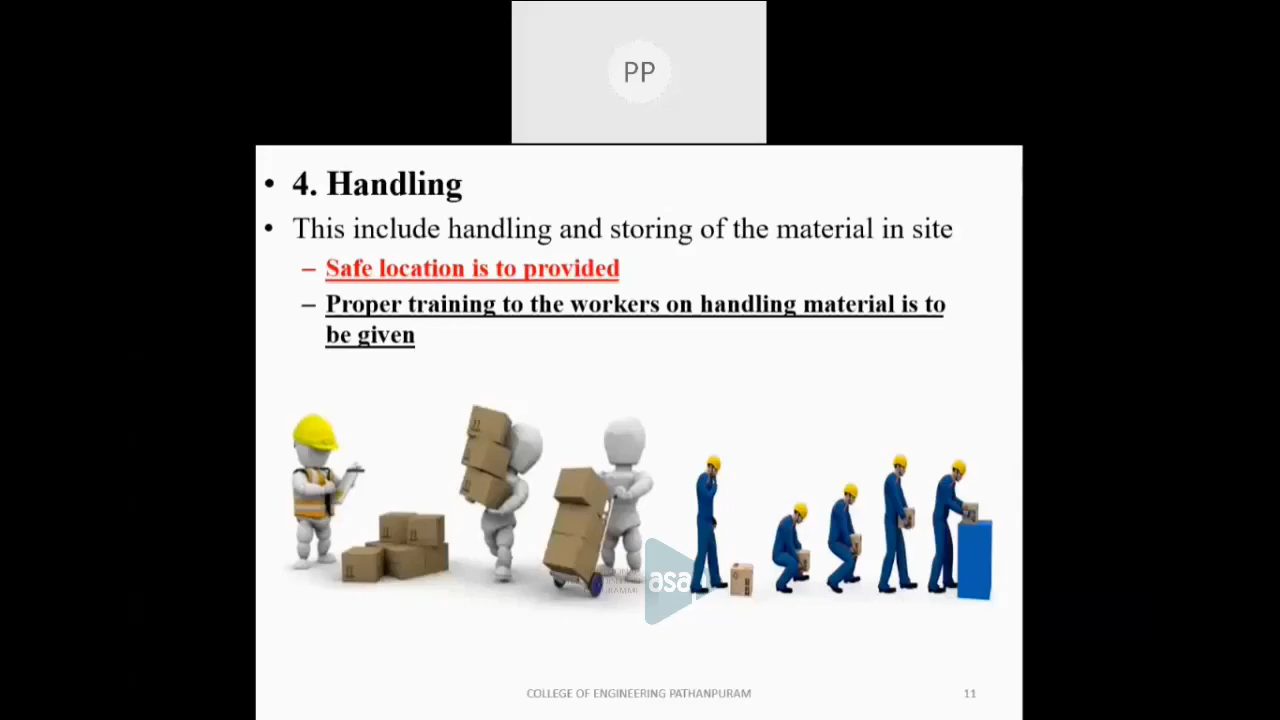 PP
• 4. Handling
• This include handling and storing of the material in site
– Safe location is to provided
– Proper training to the workers on handling material is to
be given
asap
COLLEGE OF ENGINEERING PATHANPURAM
11